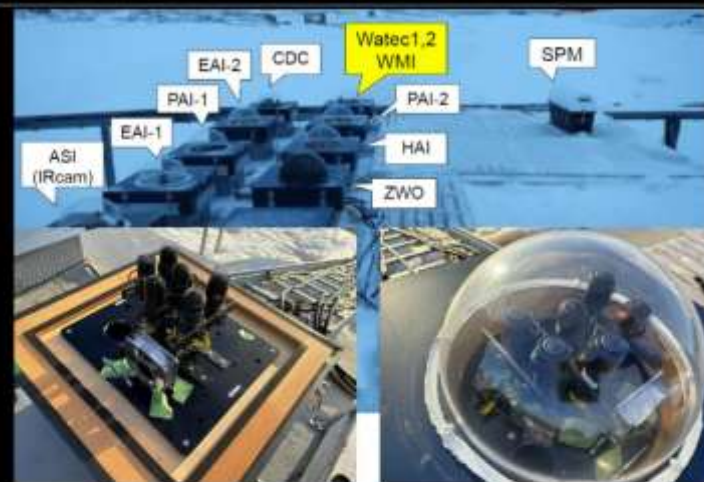 Watec1,2
WMI
SPM
CDC
EAI-2
PAI-1
PAI-2
EAI-1
HAI
ASI
(IRcam)
ZWO